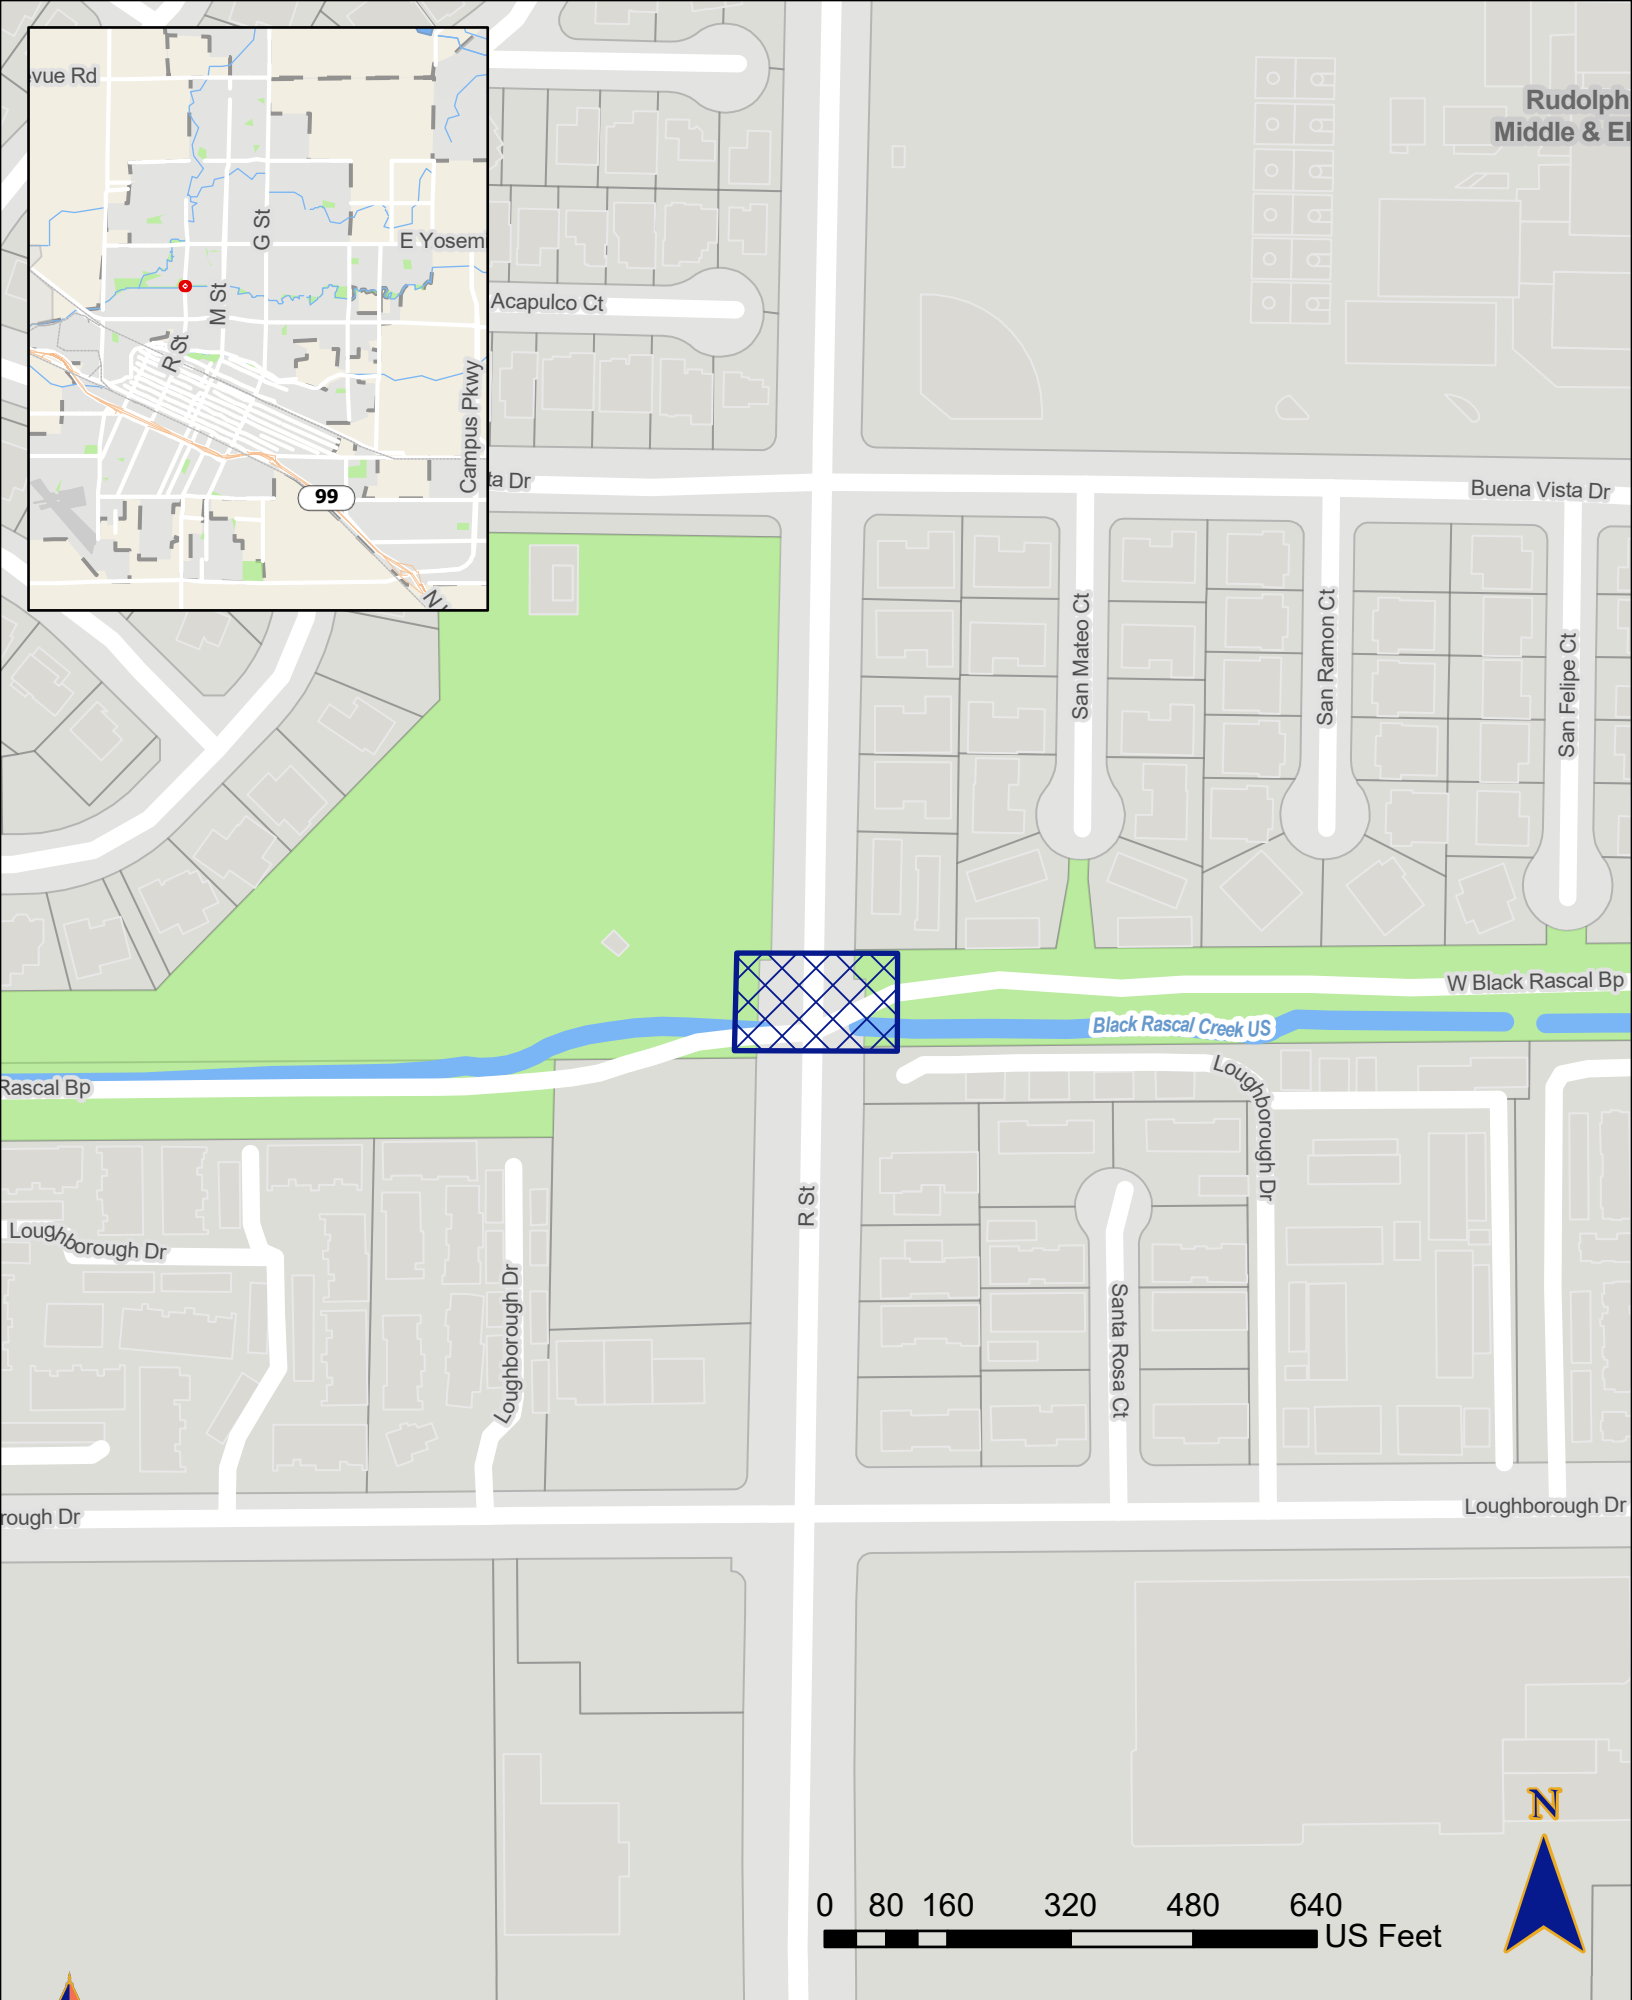 evue Rd
G St
E Yosemi
M St
R St
Campus Pkwy
99
Rudolph
Middle & El
Acapulco Ct
ta Dr
Buena Vista Dr
San Mateo Ct
San Ramon Ct
San Felipe Ct
W Black Rascal Bp
Black Rascal Creek US
Rascal Bp
Loughborough Dr
R St
Loughborough Dr
Loughborough Dr
Santa Rosa Ct
rough Dr
Loughborough Dr
N
0 80 160 320 480 640
US Feet